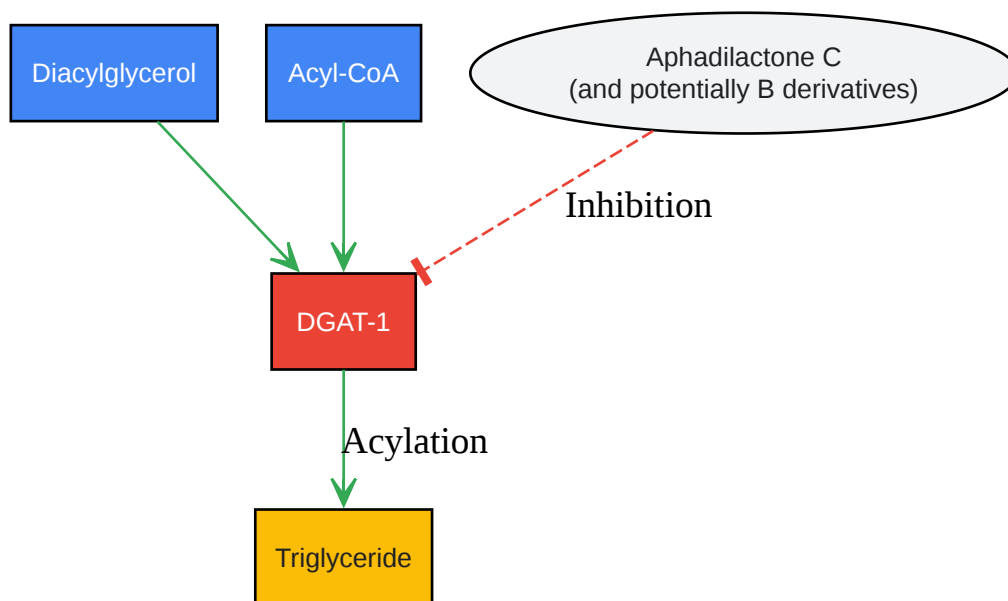 Diacylglycerol
Acyl-CoA
Aphadilactone C
(and potentially B derivatives)
Inhibition
DGAT-1
Acylation
Triglyceride